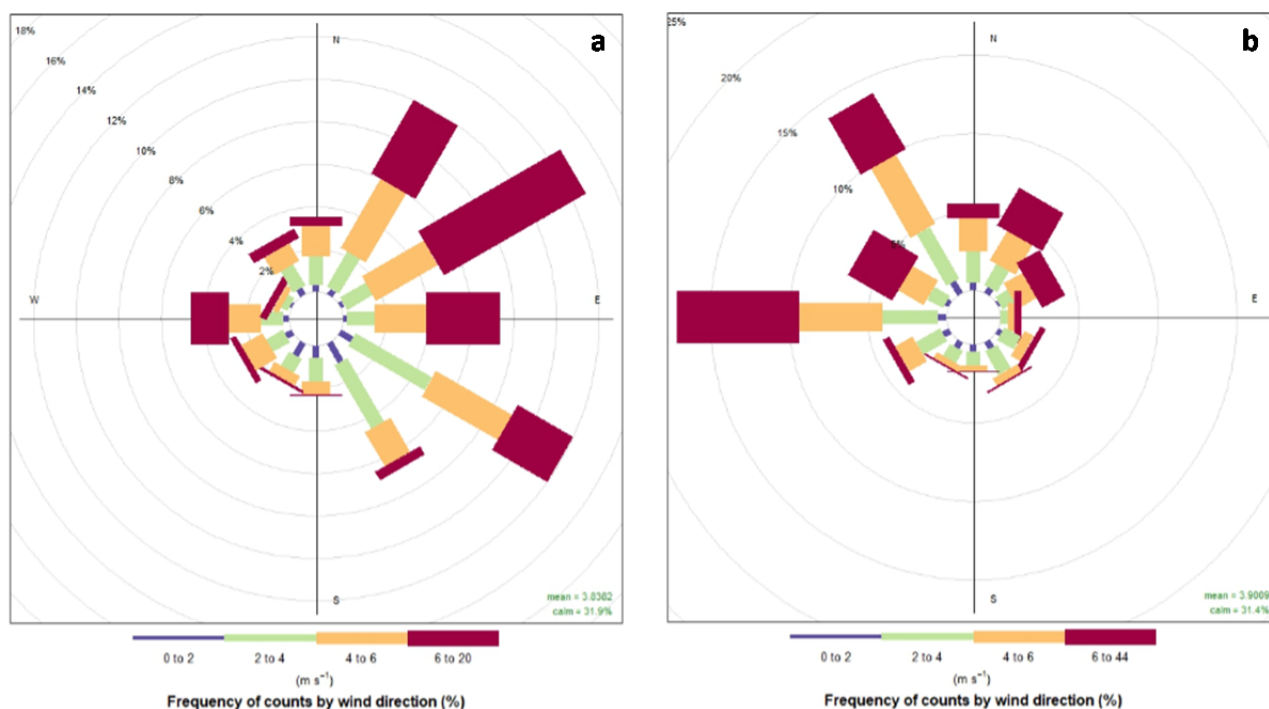 a
18%
16%
14%
12%
10%
8%
6%
4%
2%
N
W
E
S
mean = 3.8382
calm = 31.9%
0 to 2 2 to 4 4 to 6 6 to 20
(m s⁻¹)
Frequency of counts by wind direction (%)
b
25%
20%
15%
10%
5%
N
E
S
mean = 3.9009
calm = 31.4%
0 to 2 2 to 4 4 to 6 6 to 44
(m s⁻¹)
Frequency of counts by wind direction (%)